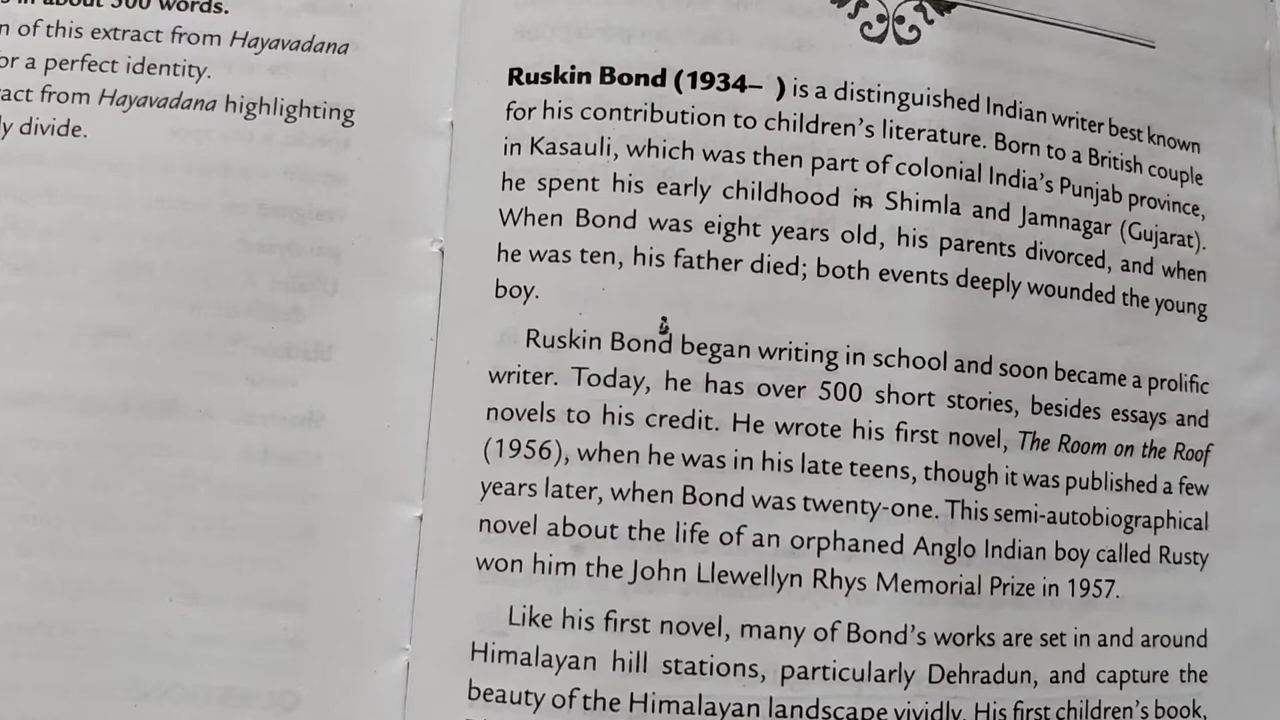 in about 300 words.
n of this extract from Hayavadana
or a perfect identity.
act from Hayavadana highlighting
ly divide.
Ruskin Bond (1934– ) is a distinguished Indian writer best known
for his contribution to children's literature. Born to a British couple
in Kasauli, which was then part of colonial India's Punjab province,
he spent his early childhood in Shimla and Jamnagar (Gujarat).
When Bond was eight years old, his parents divorced, and when
he was ten, his father died; both events deeply wounded the young
boy.
Ruskin Bond began writing in school and soon became a prolific
writer. Today, he has over 500 short stories, besides essays and
novels to his credit. He wrote his first novel, The Room on the Roof
(1956), when he was in his late teens, though it was published a few
years later, when Bond was twenty-one. This semi-autobiographical
novel about the life of an orphaned Anglo Indian boy called Rusty
won him the John Llewellyn Rhys Memorial Prize in 1957.
Like his first novel, many of Bond's works are set in and around
Himalayan hill stations, particularly Dehradun, and capture the
beauty of the Himalayan landscape vividly. His first children's book,